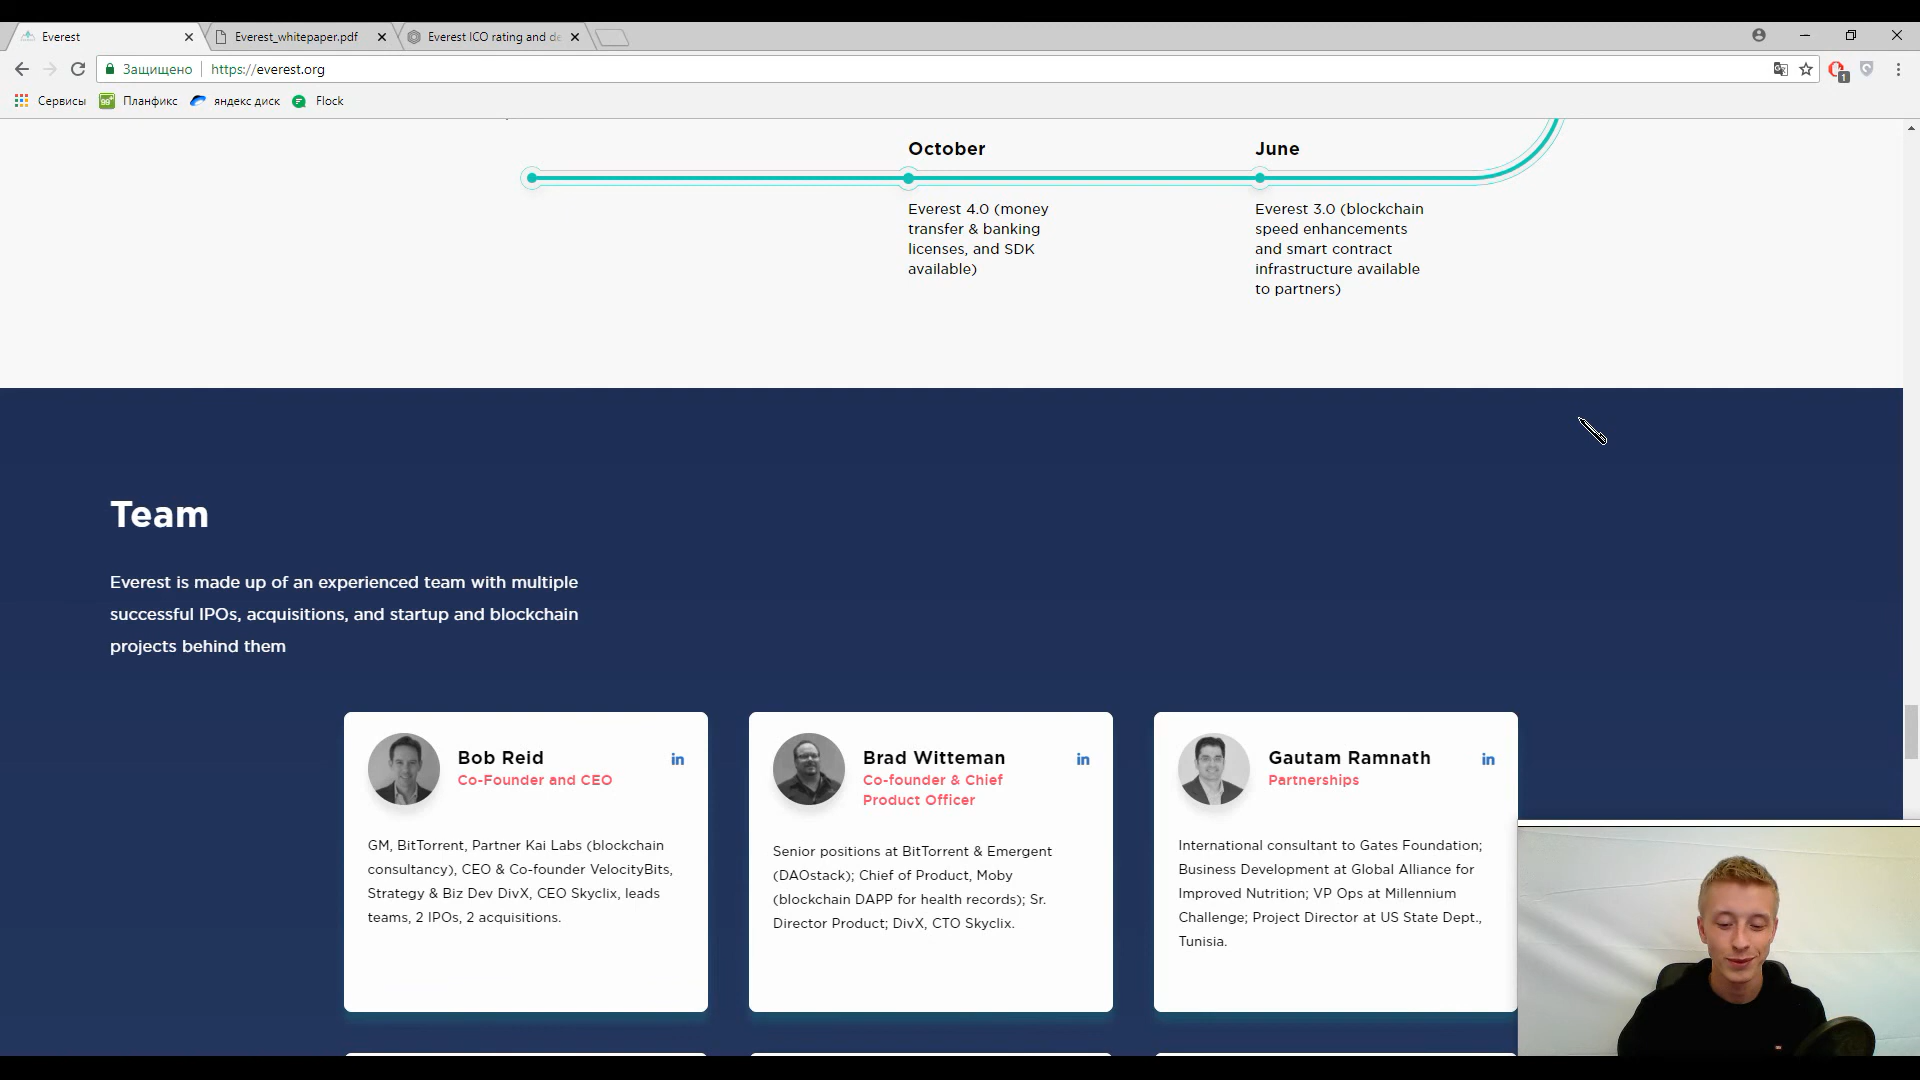 Everest
Everest_whitepaper.pdf
Everest ICO rating and de
Защищено
https://everest.org
1
Сервисы
99+
Планфикс
яндекс диск
Flock
October
June
Everest 4.0 (money
transfer & banking
licenses, and SDK
available)
Everest 3.0 (blockchain
speed enhancements
and smart contract
infrastructure available
to partners)
Team
Everest is made up of an experienced team with multiple
successful IPOs, acquisitions, and startup and blockchain
projects behind them
Bob Reid
in
Co-Founder and CEO
GM, BitTorrent, Partner Kai Labs (blockchain
consultancy), CEO & Co-founder VelocityBits,
Strategy & Biz Dev DivX, CEO Skyclix, leads
teams, 2 IPOs, 2 acquisitions.
Brad Witteman
in
Co-founder & Chief
Product Officer
Senior positions at BitTorrent & Emergent
(DAOstack); Chief of Product, Moby
(blockchain DAPP for health records); Sr.
Director Product; DivX, CTO Skyclix.
Gautam Ramnath
in
Partnerships
International consultant to Gates Foundation;
Business Development at Global Alliance for
Improved Nutrition; VP Ops at Millennium
Challenge; Project Director at US State Dept.,
Tunisia.